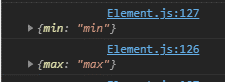 Element.js:127
▶ {min: "min"}
Element.js:126
▶ {max: "max"}